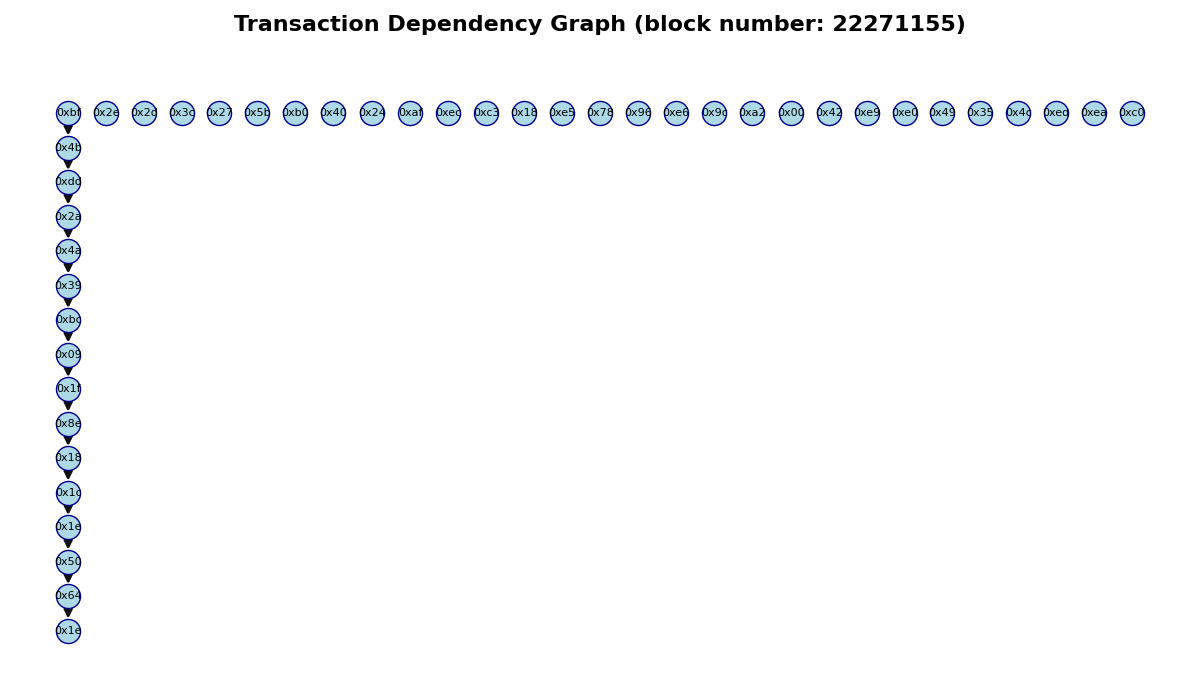 Transaction Dependency Graph (block number: 22271155)
0xbf 0x2e 0x2d 0x3c 0x27 0x5b 0xb0 0x40 0x24 0xaf 0xec 0xc3 0x18 0xe5 0x78 0x96 0xe6 0x9c 0xa2 0x00 0x42 0xe9 0xe0 0x49 0x35 0x4c 0xed 0xea 0xc0
0x4b
0xdd
0x2a
0x4a
0x39
0xbc
0x09
0x1f
0x8e
0x18
0x1c
0x1e
0x50
0x64
0x1e